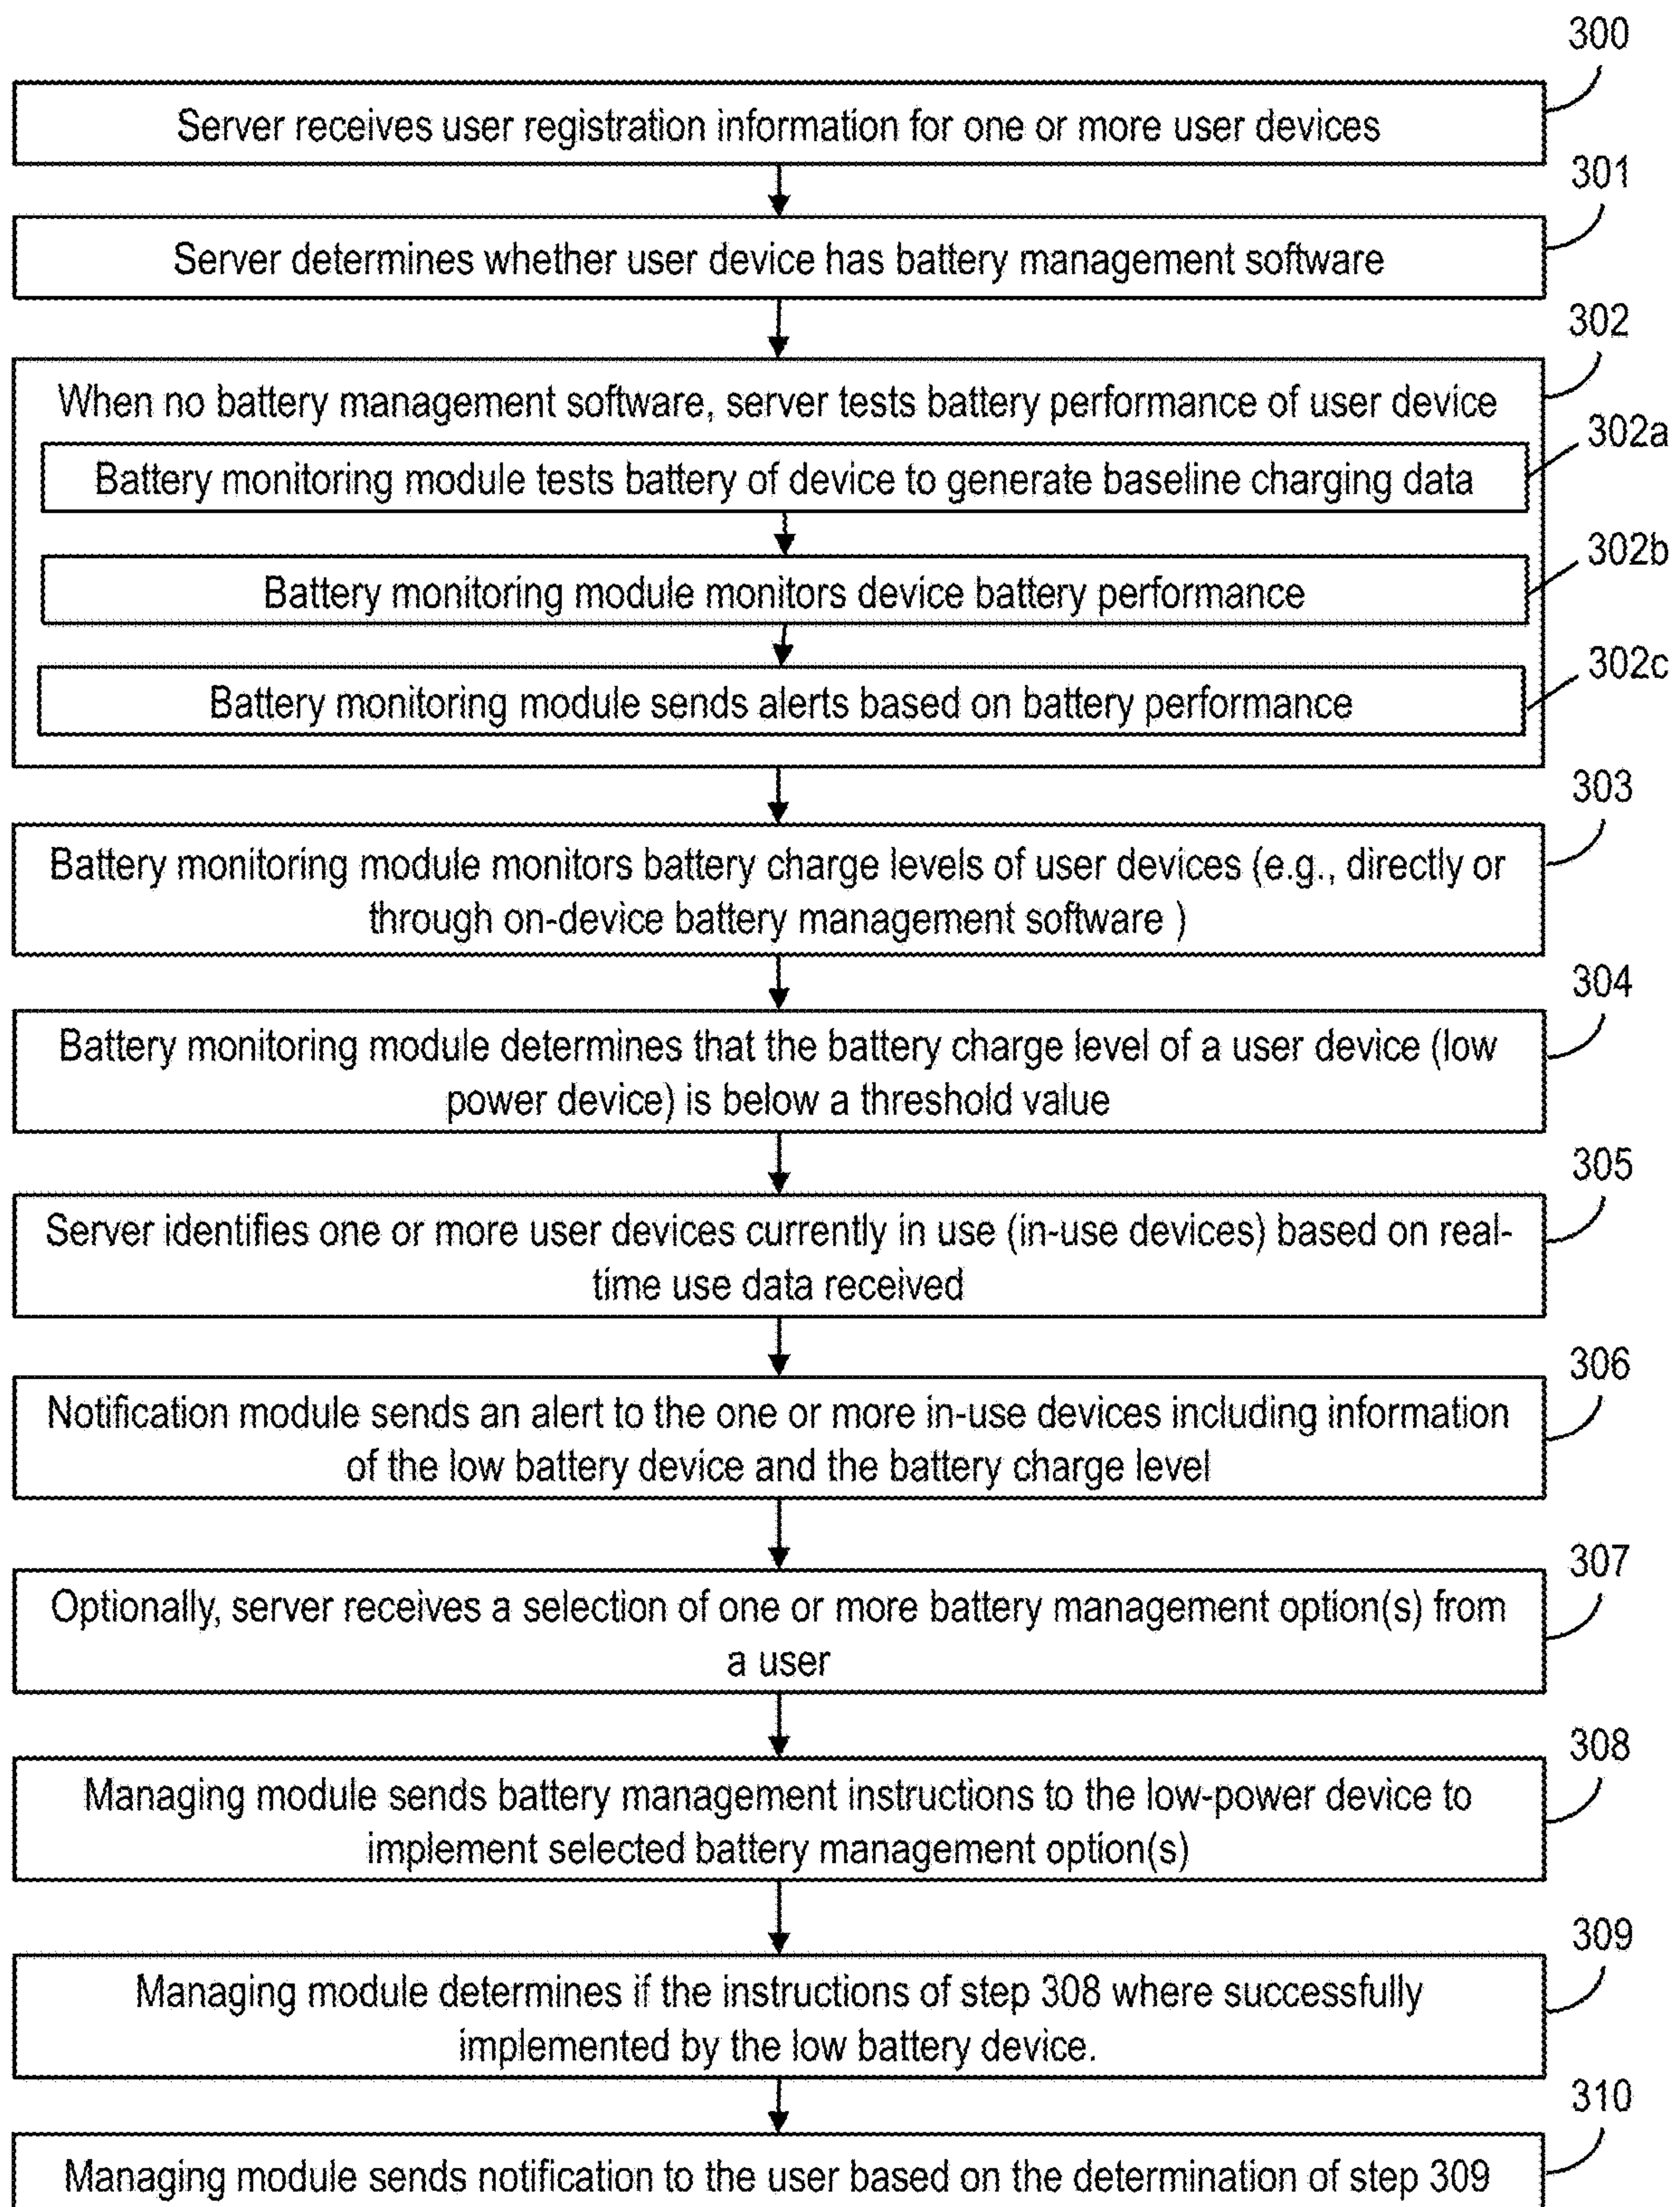 300
Server receives user registration information for one or more user devices
301
Server determines whether user device has battery management software
302
When no battery management software, server tests battery performance of user device
302a
Battery monitoring module tests battery of device to generate baseline charging data
302b
Battery monitoring module monitors device battery performance
302c
Battery monitoring module sends alerts based on battery performance
303
Battery monitoring module monitors battery charge levels of user devices (e.g., directly or
through on-device battery management software )
304
Battery monitoring module determines that the battery charge level of a user device (low
power device) is below a threshold value
305
Server identifies one or more user devices currently in use (in-use devices) based on real-
time use data received
306
Notification module sends an alert to the one or more in-use devices including information
of the low battery device and the battery charge level
307
Optionally, server receives a selection of one or more battery management option(s) from
a user
308
Managing module sends battery management instructions to the low-power device to
implement selected battery management option(s)
309
Managing module determines if the instructions of step 308 where successfully
implemented by the low battery device.
310
Managing module sends notification to the user based on the determination of step 309